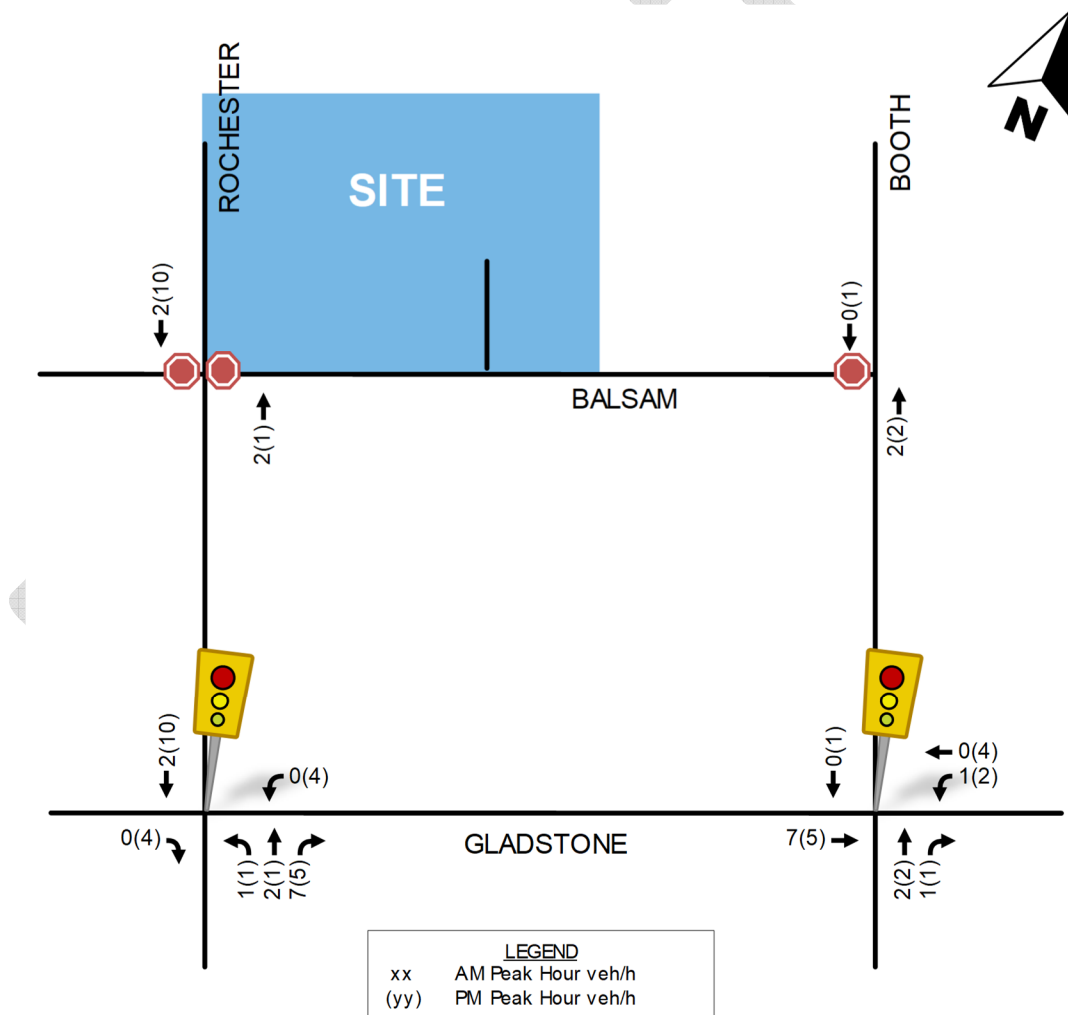 ROCHESTER
N
BOOTH
SITE
2(10)
0(1)
BALSAM
2(1)
2(2)
2(10)
0(4)
0(1)
0(4)
1(2)
0(4)
GLADSTONE
7(5)
1(1)
2(1)
7(5)
2(2)
1(1)
LEGEND
xx AM Peak Hour veh/h
(yy) PM Peak Hour veh/h